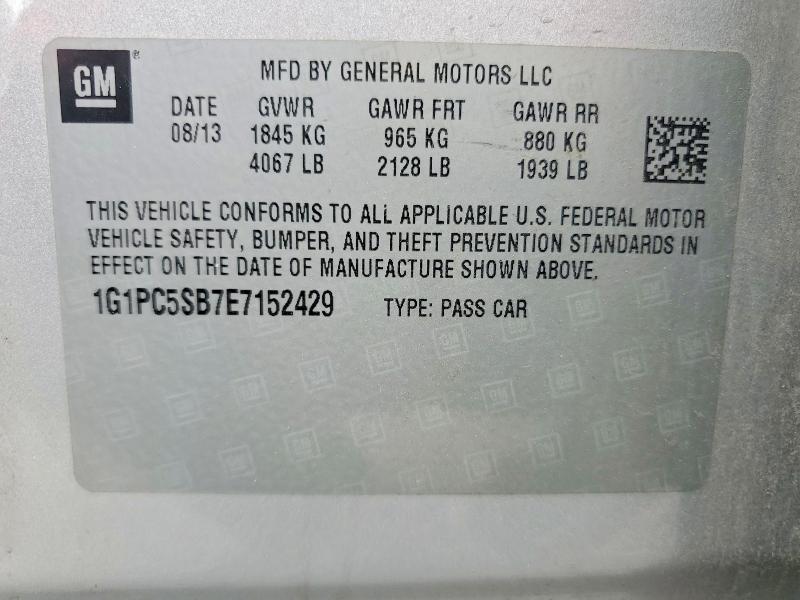 GM
MFD BY GENERAL MOTORS LLC
DATE GVWR GAWR FRT GAWR RR
08/13 1845 KG 965 KG 880 KG
4067 LB 2128 LB 1939 LB
THIS VEHICLE CONFORMS TO ALL APPLICABLE U.S. FEDERAL MOTOR
VEHICLE SAFETY, BUMPER, AND THEFT PREVENTION STANDARDS IN
EFFECT ON THE DATE OF MANUFACTURE SHOWN ABOVE.
1G1PC5SB7E7152429 TYPE: PASS CAR